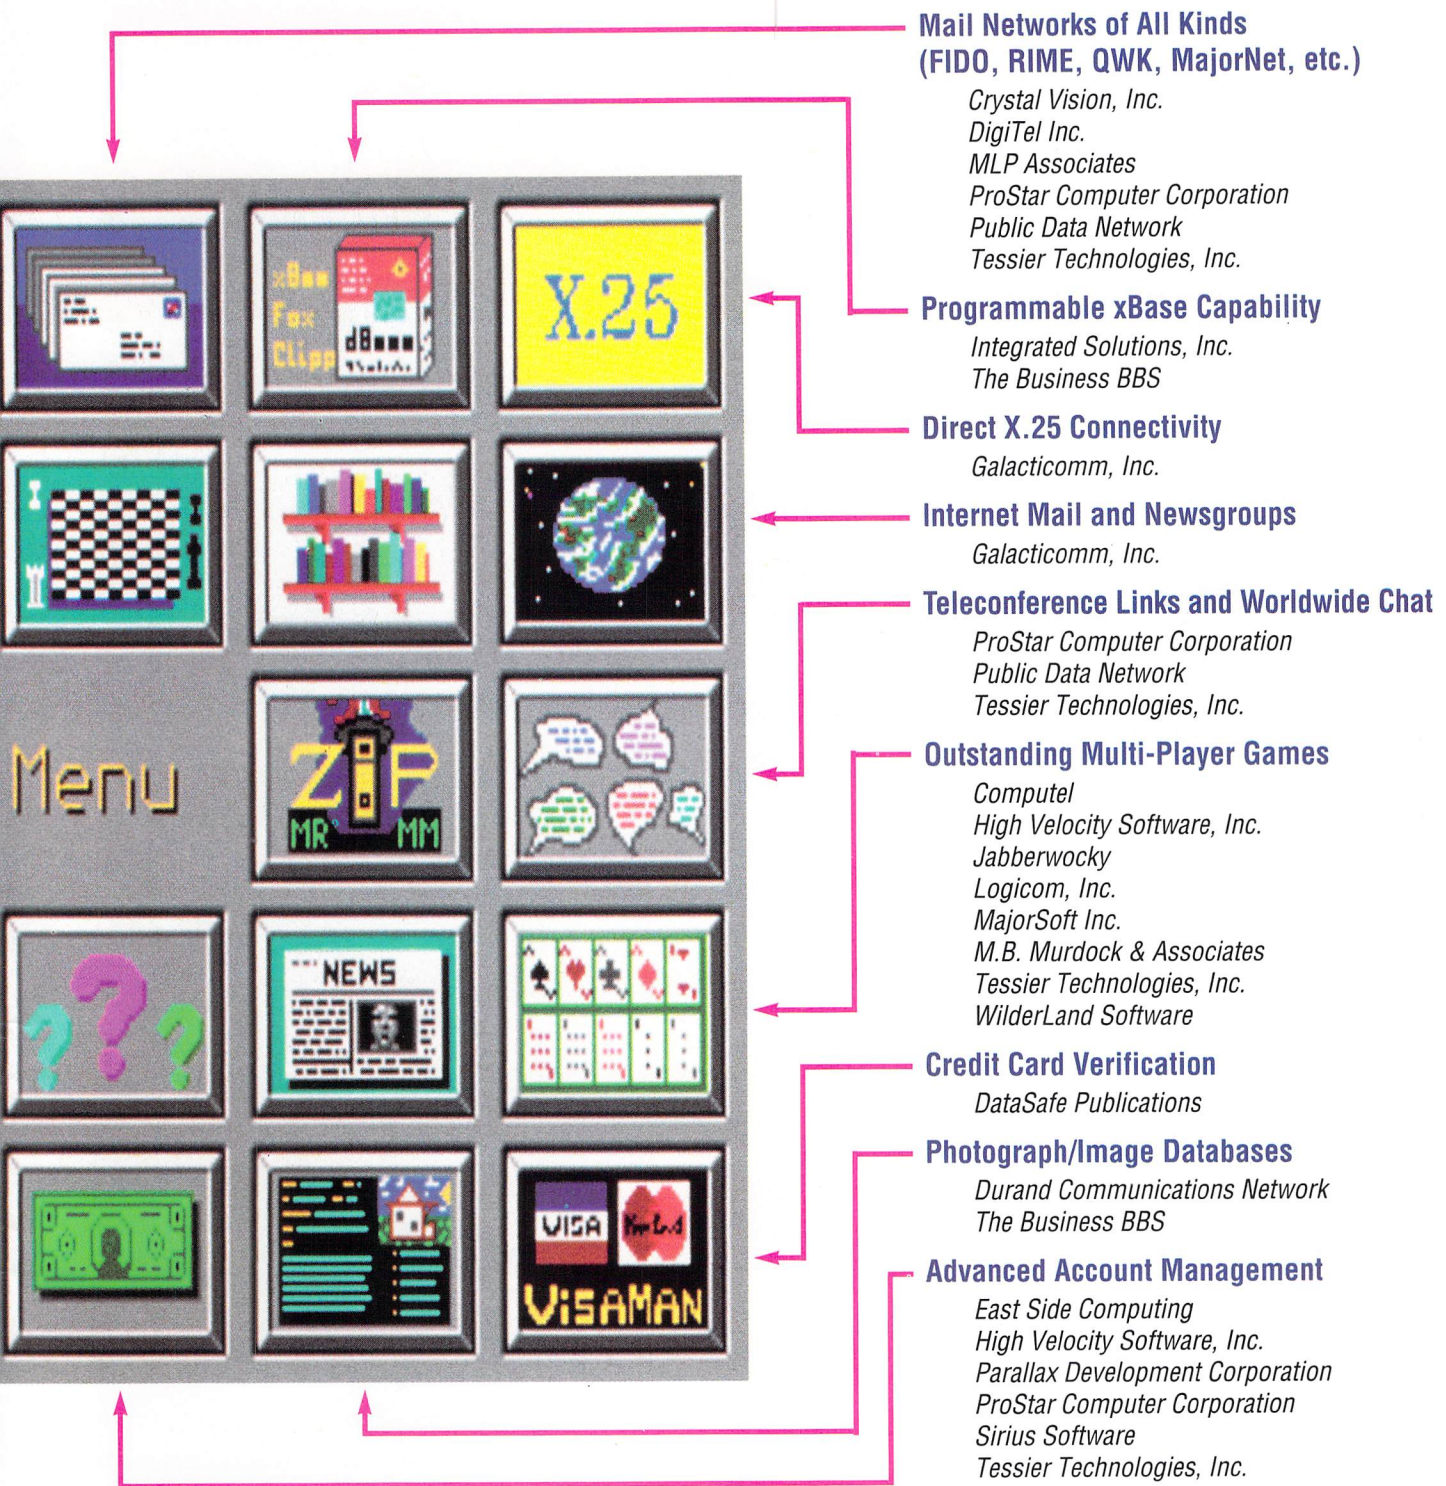 Mail Networks of All Kinds
(FIDO, RIME, QWK, MajorNet, etc.)
Crystal Vision, Inc.
DigiTel Inc.
MLP Associates
ProStar Computer Corporation
Public Data Network
Tessier Technologies, Inc.
Programmable xBase Capability
Integrated Solutions, Inc.
The Business BBS
Direct X.25 Connectivity
Galacticomm, Inc.
Internet Mail and Newsgroups
Galacticomm, Inc.
Teleconference Links and Worldwide Chat
ProStar Computer Corporation
Public Data Network
Tessier Technologies, Inc.
Outstanding Multi-Player Games
Computel
High Velocity Software, Inc.
Jabberwocky
Logicom, Inc.
MajorSoft Inc.
M.B. Murdock & Associates
Tessier Technologies, Inc.
WilderLand Software
Credit Card Verification
DataSafe Publications
Photograph/Image Databases
Durand Communications Network
The Business BBS
Advanced Account Management
East Side Computing
High Velocity Software, Inc.
Parallax Development Corporation
ProStar Computer Corporation
Sirius Software
Tessier Technologies, Inc.
Fox
Clipp
X.25
Menu
ZIP
MR MM
NEWS
VISA
VISAMAN